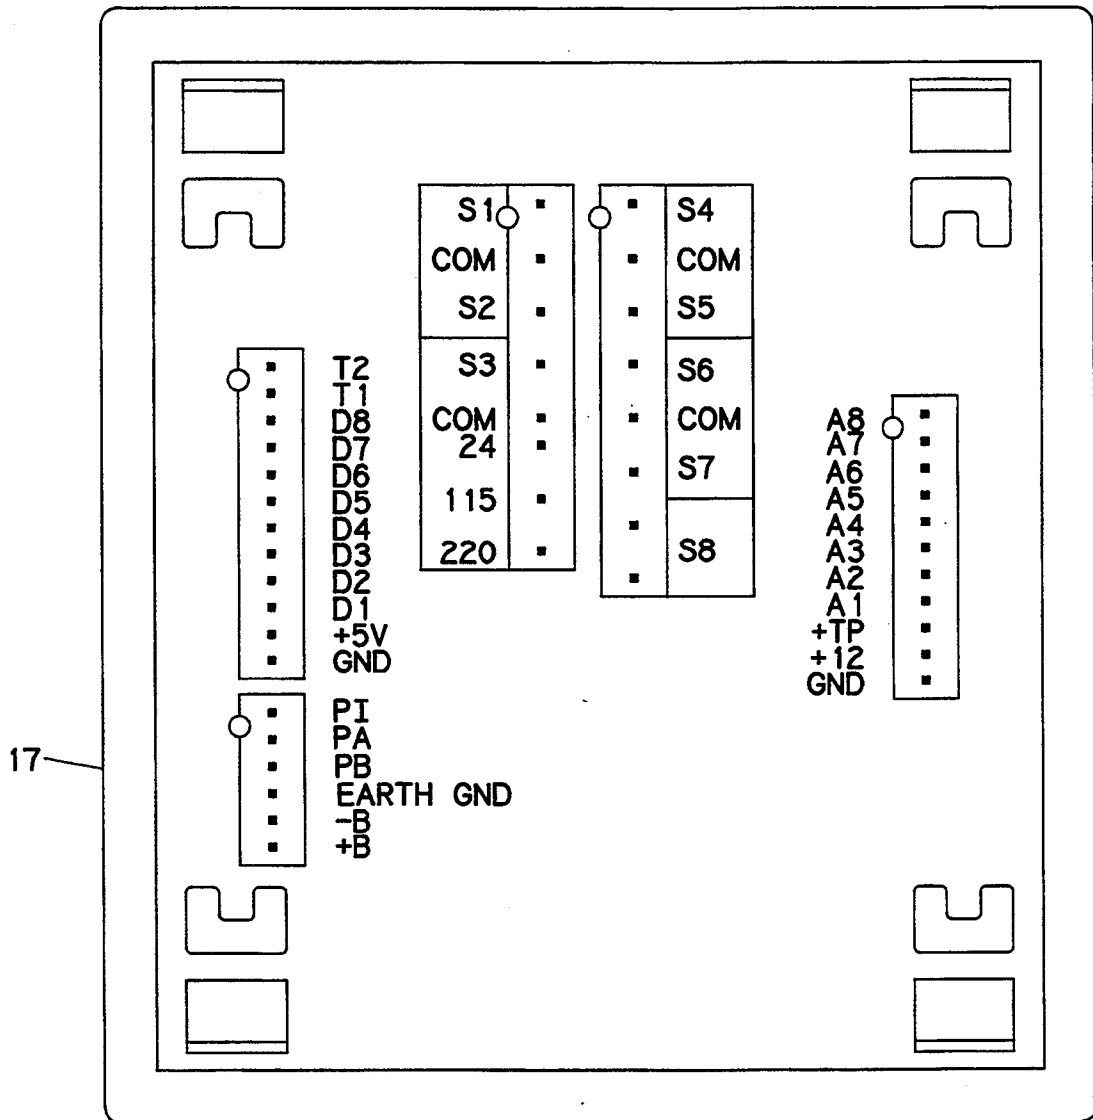 S1
COM
S2
S3
COM
24
115
220
S4
COM
S5
S6
COM
S7
S8
T2
T1
D8
D7
D6
D5
D4
D3
D2
D1
+5V
GND
A8
A7
A6
A5
A4
A3
A2
A1
+TP
+12
GND
PI
PA
PB
EARTH GND
-B
+B
17